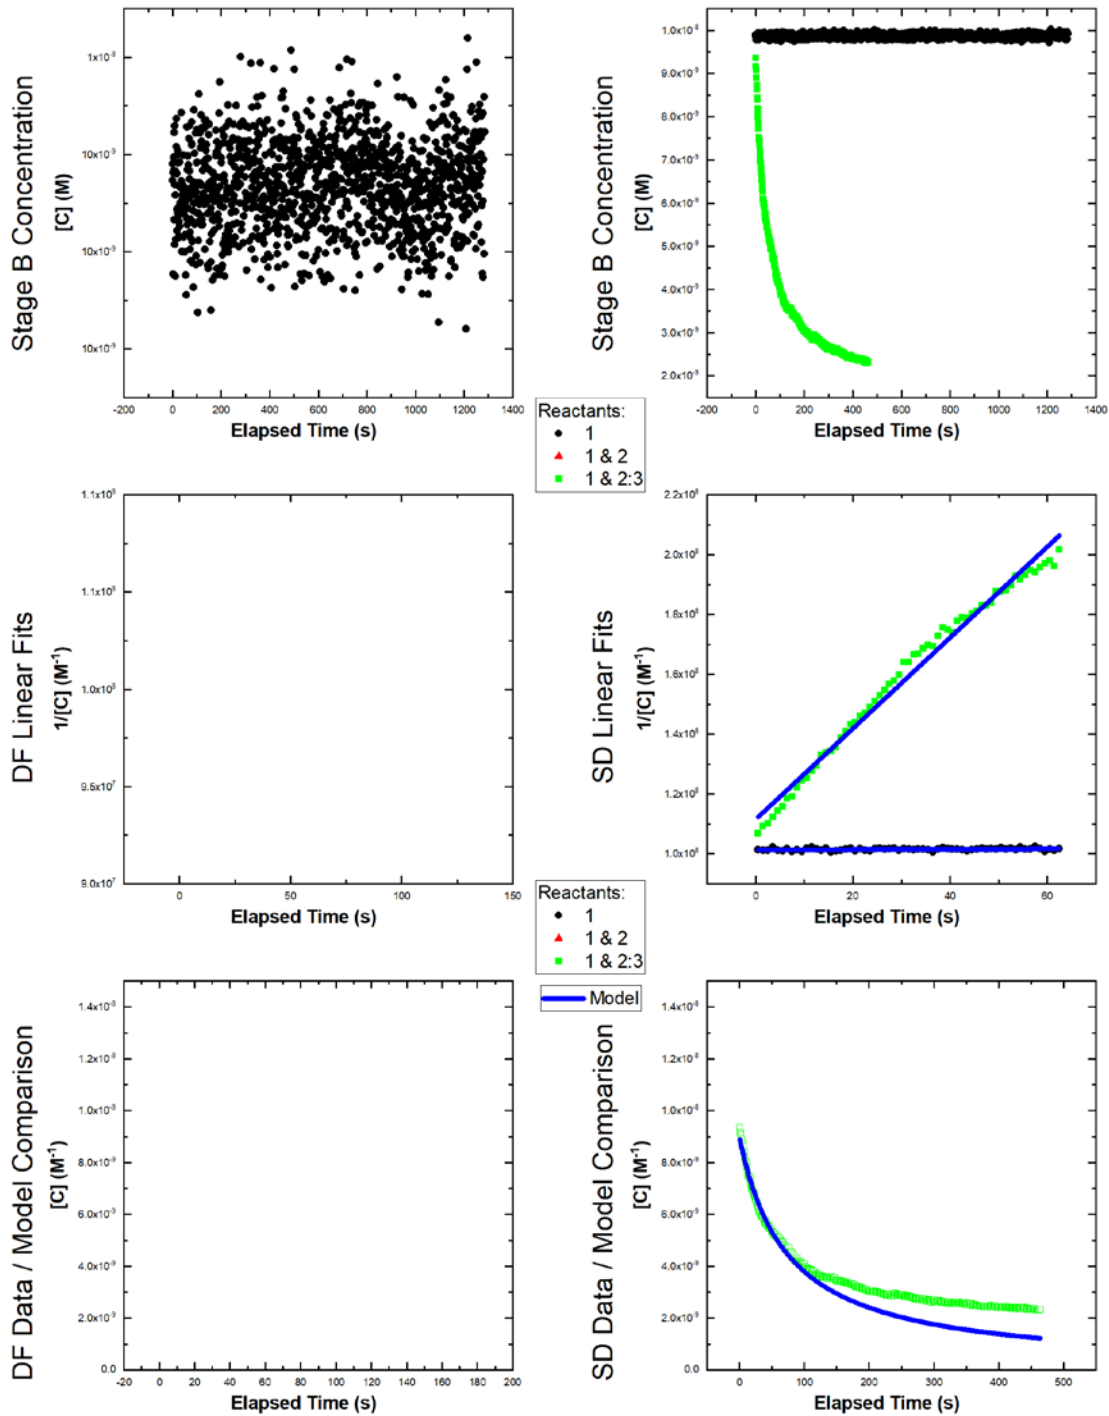 Stage B Concentration
[C] (M)
1x10⁻⁸
10x10⁻⁹
10x10⁻⁹
10x10⁻⁹
-200 0 200 400 600 800 1000 1200 1400
Elapsed Time (s)
Stage B Concentration
[C] (M)
1.0x10⁻⁸
9.0x10⁻⁹
8.0x10⁻⁹
7.0x10⁻⁹
6.0x10⁻⁹
5.0x10⁻⁹
4.0x10⁻⁹
3.0x10⁻⁹
2.0x10⁻⁹
-200 0 200 400 600 800 1000 1200 1400
Elapsed Time (s)
Reactants:
1
1 & 2
1 & 2:3
DF Linear Fits
1/[C] (M⁻¹)
1.1x10⁸
1.1x10⁸
1.0x10⁸
9.5x10⁷
9.0x10⁷
0 50 100 150
Elapsed Time (s)
SD Linear Fits
1/[C] (M⁻¹)
2.2x10⁸
2.0x10⁸
1.8x10⁸
1.6x10⁸
1.4x10⁸
1.2x10⁸
1.0x10⁸
0 20 40 60
Elapsed Time (s)
Reactants:
1
1 & 2
1 & 2:3
Model
DF Data / Model Comparison
[C] (M⁻¹)
1.4x10⁻⁸
1.2x10⁻⁸
1.0x10⁻⁸
8.0x10⁻⁹
6.0x10⁻⁹
4.0x10⁻⁹
2.0x10⁻⁹
0.0
-20 0 20 40 60 80 100 120 140 160 180 200
Elapsed Time (s)
SD Data / Model Comparison
[C] (M⁻¹)
1.4x10⁻⁸
1.2x10⁻⁸
1.0x10⁻⁸
8.0x10⁻⁹
6.0x10⁻⁹
4.0x10⁻⁹
2.0x10⁻⁹
0.0
0 100 200 300 400 500
Elapsed Time (s)